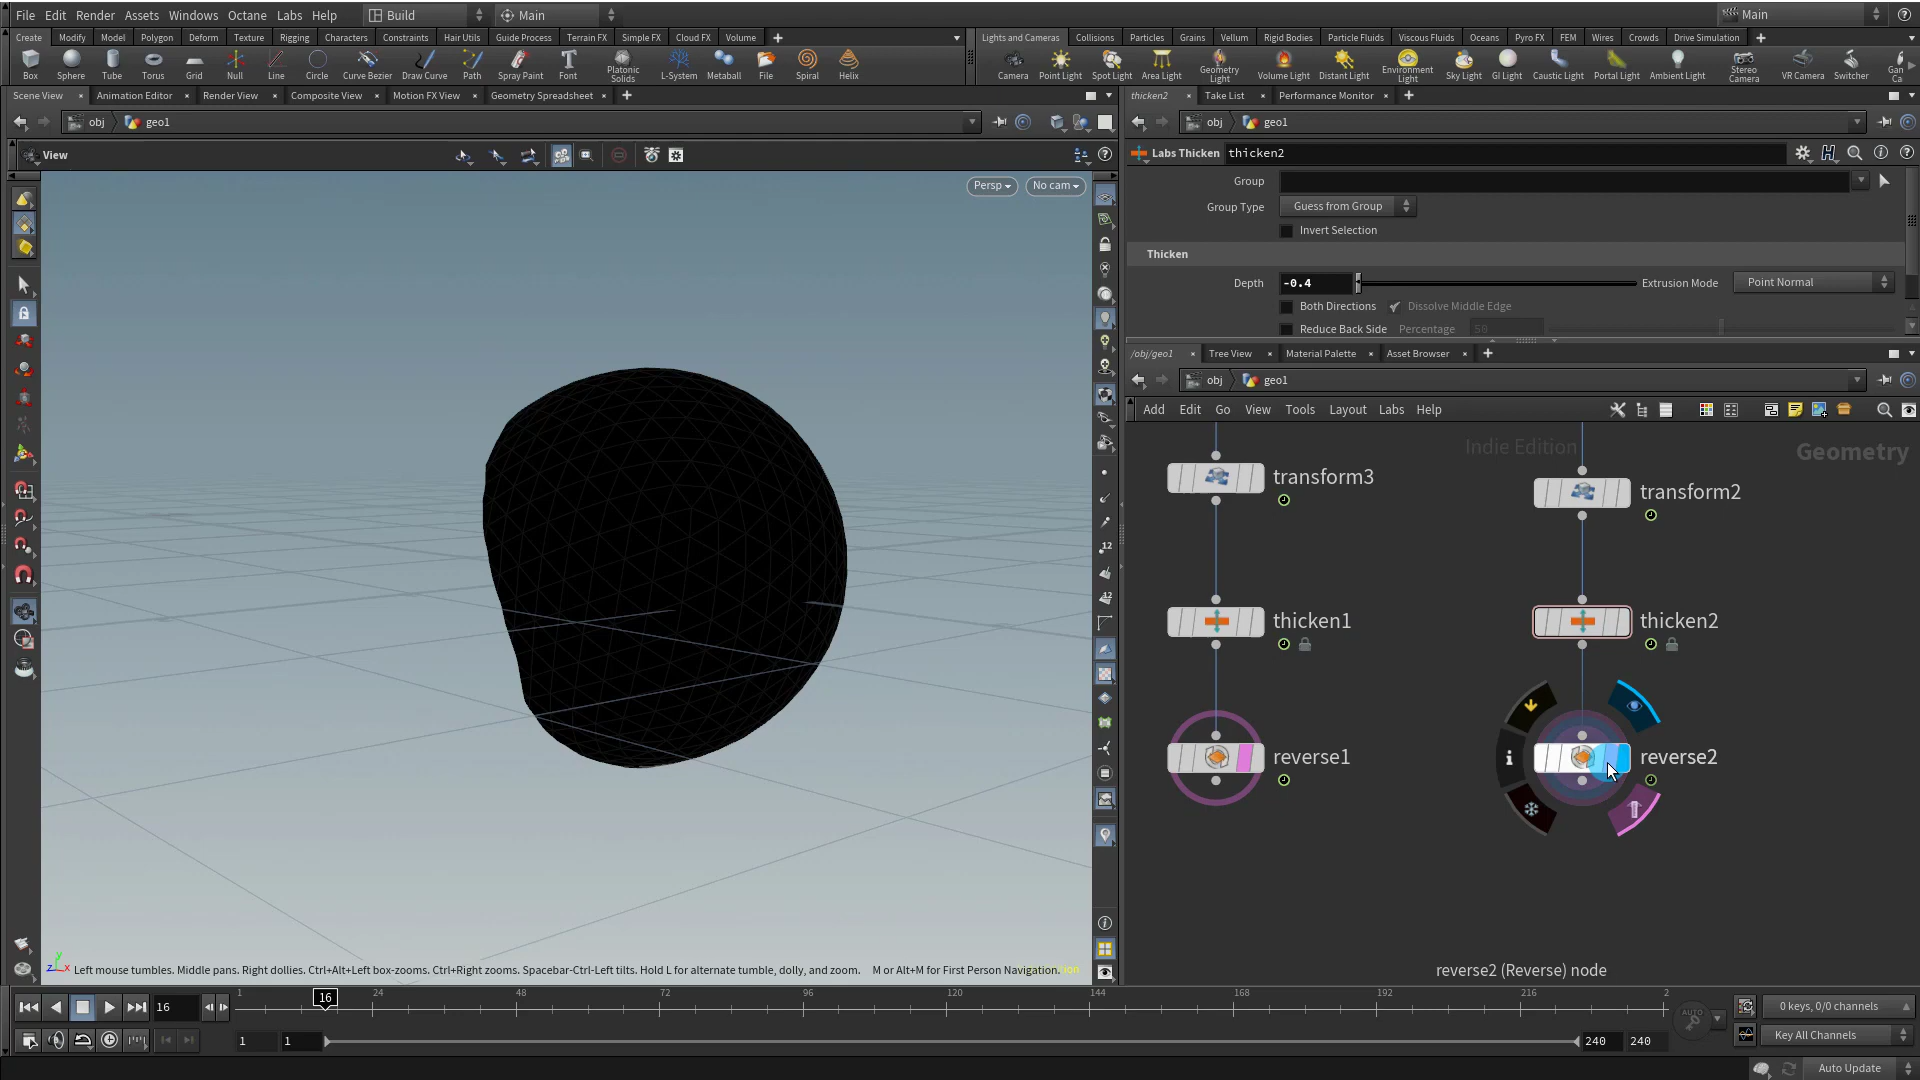 File Edit Render Assets Windows Octane Labs Help Build Main Main
Create Modify Model Polygon Deform Texture Rigging Characters Constraints Hair Utils Guide Process Terrain FX Simple FX Cloud FX Volume
Lights and Cameras Collisions Particles Grains Vellum Rigid Bodies Particle Fluids Viscous Fluids Oceans Pyro FX FEM Wires Crowds Drive Simulation
Box Sphere Tube Torus Grid Null Line Circle Curve Bezier Draw Curve Path Spray Paint Font Platonic Solids L-System Metaball File Spiral Helix
Camera Point Light Spot Light Area Light Geometry Light Volume Light Distant Light Environment Light Sky Light GI Light Caustic Light Portal Light Ambient Light Stereo Camera VR Camera Switcher Gan Ca
Scene View Animation Editor Render View Composite View Motion FX View Geometry Spreadsheet
thicken2 Take List Performance Monitor
obj geo1
obj geo1
View
Labs Thicken thicken2
Persp No cam
Group
Group Type Guess from Group
Invert Selection
Thicken
Depth -0.4 Extrusion Mode Point Normal
Both Directions Dissolve Middle Edge
Reduce Back Side Percentage 50
/obj/geo1 Tree View Material Palette Asset Browser
obj geo1
Add Edit Go View Tools Layout Labs Help
Indie Edition Geometry
transform3 transform2
thicken1 thicken2
reverse1 reverse2
12
12
Left mouse tumbles. Middle pans. Right dollies. Ctrl+Alt+Left box-zooms. Ctrl+Right zooms. Spacebar-Ctrl-Left tilts. Hold L for alternate tumble, dolly, and zoom. M or Alt+M for First Person Navigation.
reverse2 (Reverse) node
16 1 16 24 48 72 96 120 144 168 192 216 2
AUTO
0 keys, 0/0 channels
1 1 240 240
Key All Channels
Auto Update